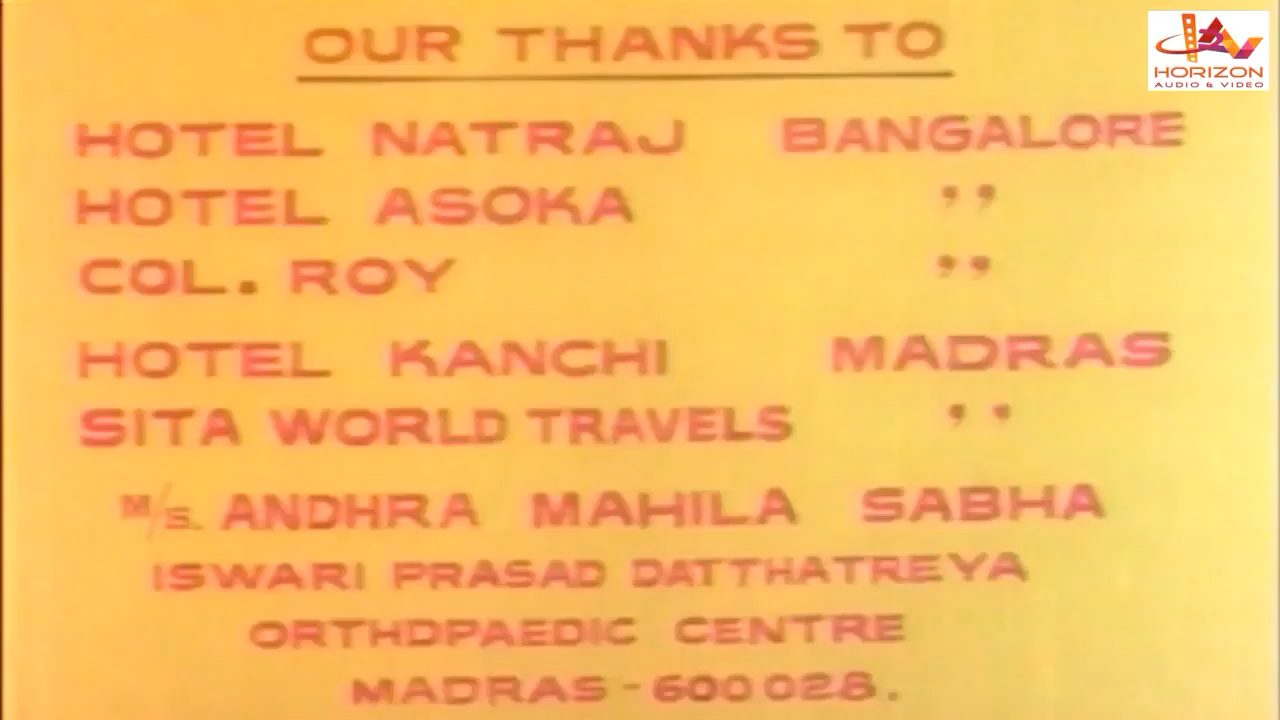 OUR THANKS TO
HOTEL NATRAJ BANGALORE
HOTEL ASOKA ,,
COL. ROY ,,
HOTEL KANCHI MADRAS
SITA WORLD TRAVELS ,,
M/S. ANDHRA MAHILA SABHA
ISWARI PRASAD DATTHATREYA
ORTHOPAEDIC CENTRE
MADRAS - 600 028.
HORIZON
AUDIO & VIDEO